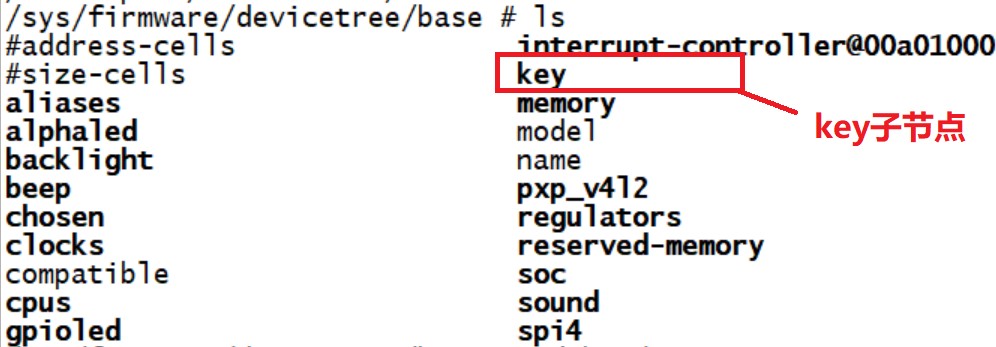 /sys/firmware/devicetree/base # ls
#address-cells interrupt-controller@00a01000
#size-cells key
aliases memory
alphaled model
backlight name
beep pxp_v4l2
chosen regulators
clocks reserved-memory
compatible soc
cpus sound
gpioled spi4
key子节点